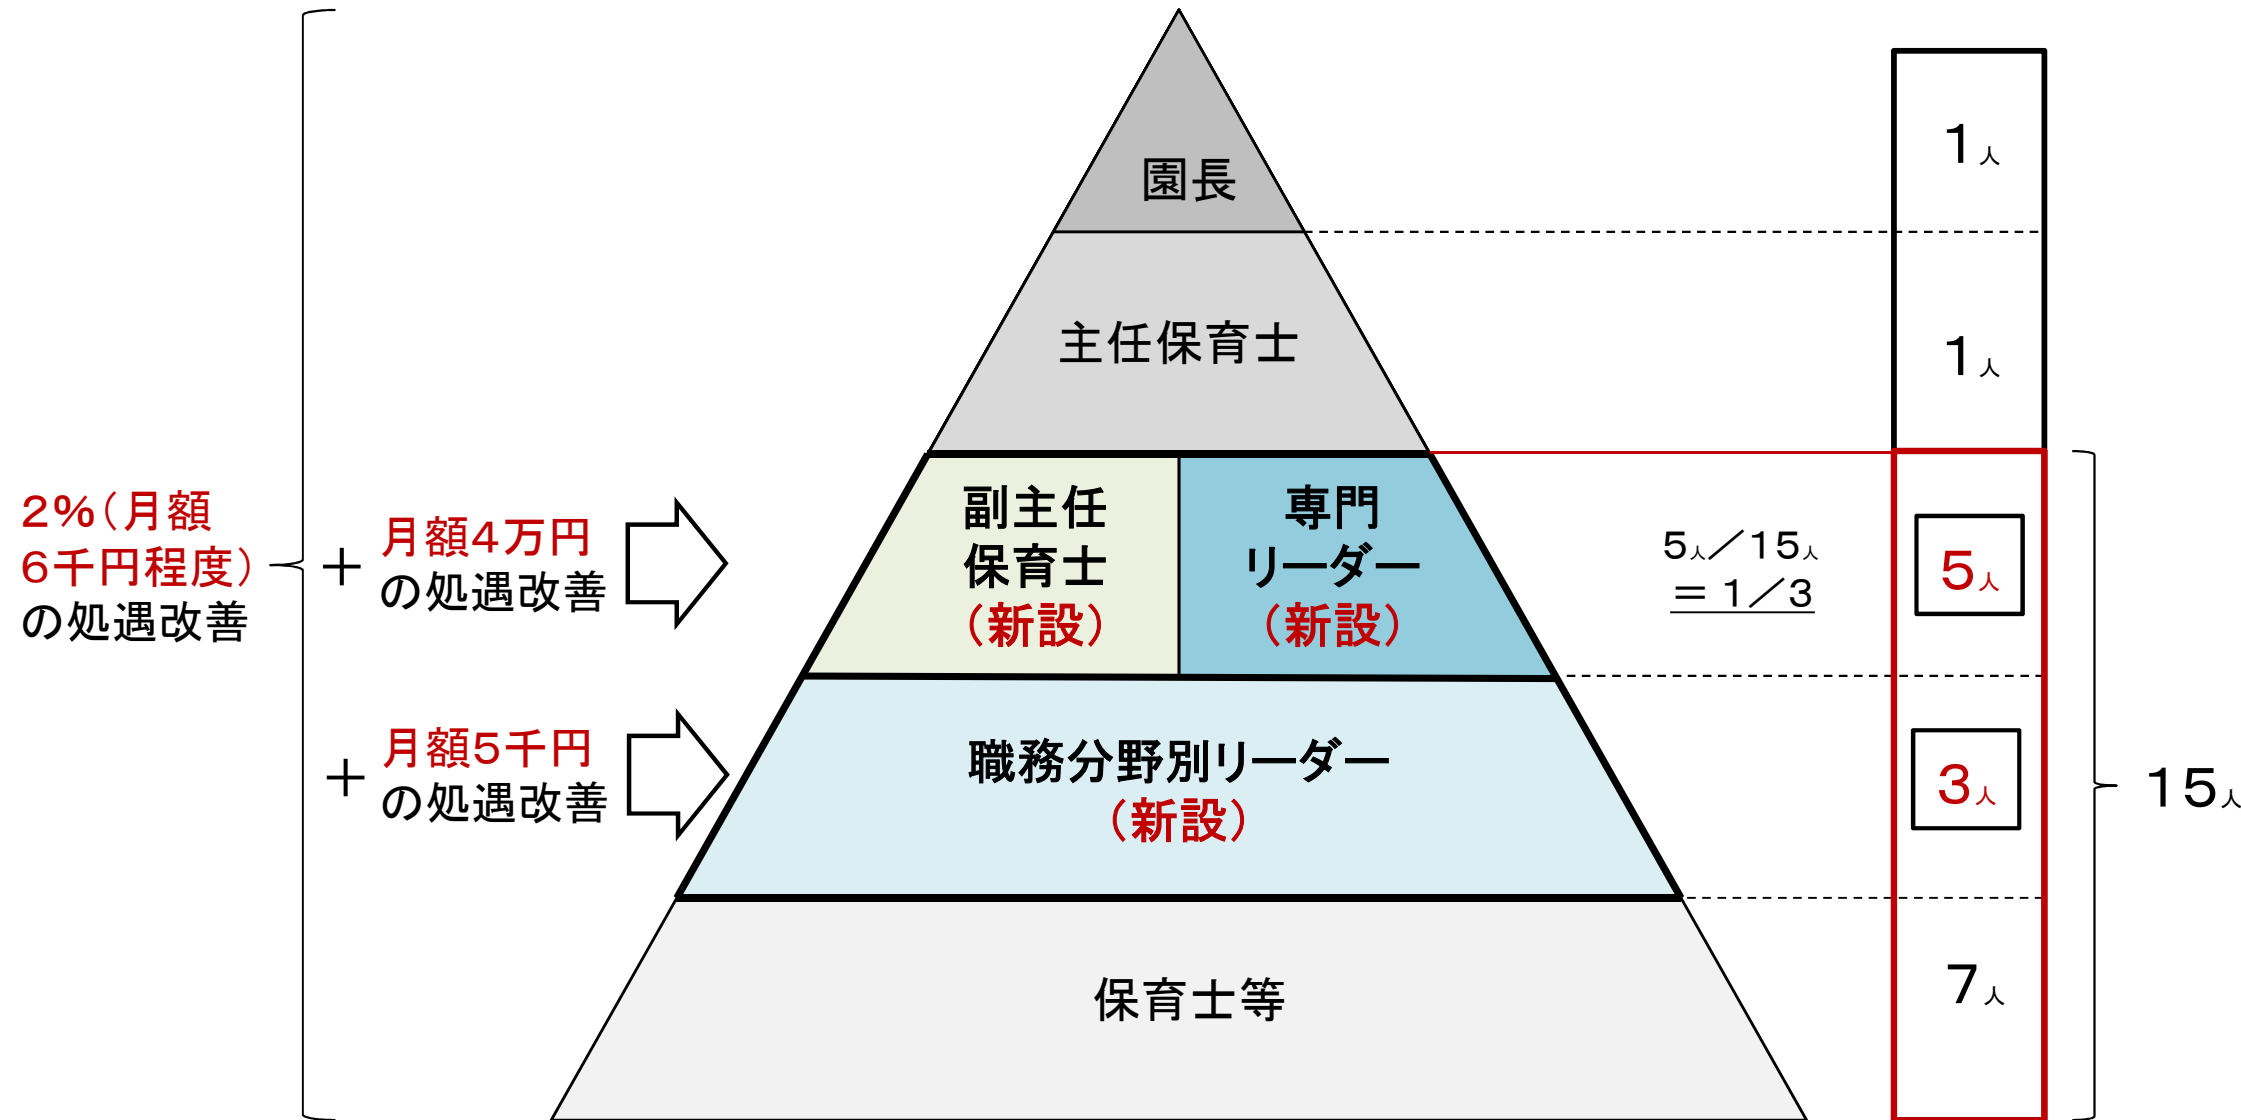 園長
1人
主任保育士
1人
2%(月額
6千円程度)
の処遇改善
＋
月額4万円
の処遇改善
副主任
保育士
(新設)
専門
リーダー
(新設)
5人／15人
＝1／3
5人
＋
月額5千円
の処遇改善
職務分野別リーダー
(新設)
3人
15人
保育士等
7人